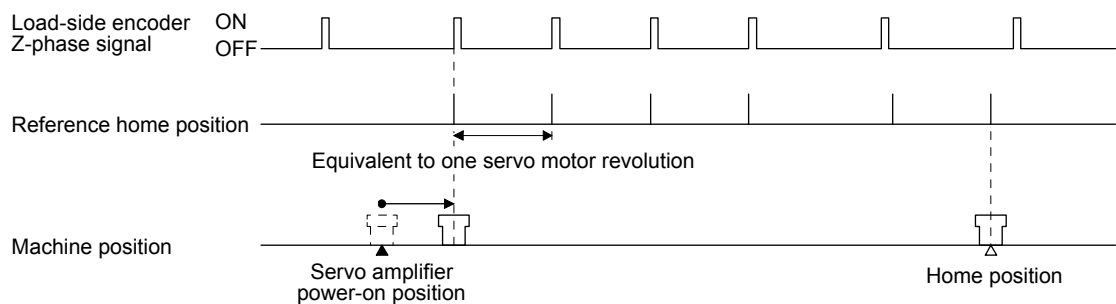 Load-side encoder
Z-phase signal
ON
OFF
Reference home position
Equivalent to one servo motor revolution
Machine position
Servo amplifier
power-on position
Home position